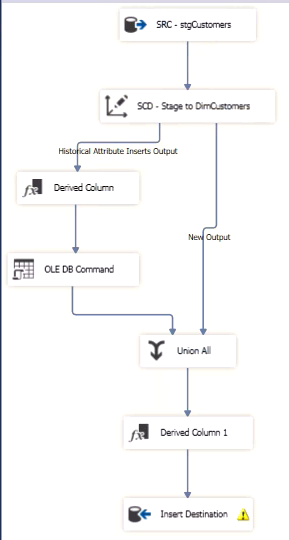 SRC - stgCustomers
SCD - Stage to DimCustomers
Historical Attribute Inserts Output
Derived Column
New Output
OLE DB Command
Union All
Derived Column 1
Insert Destination